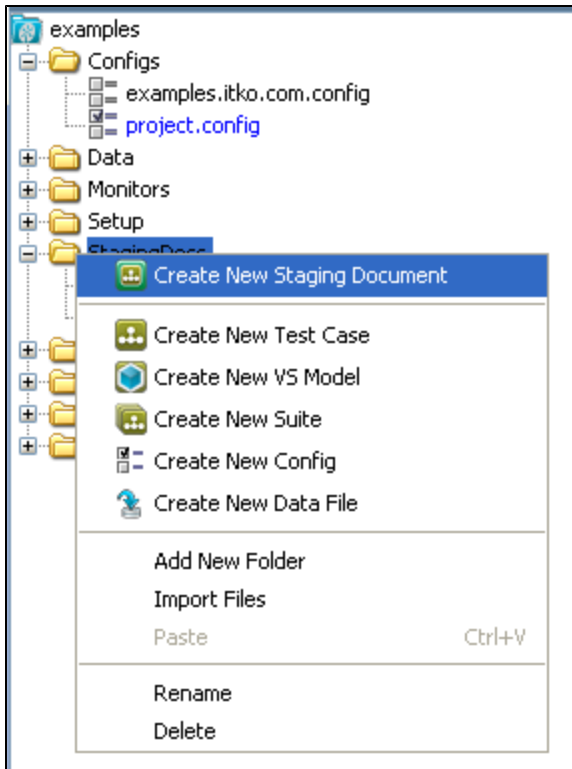 examples
Configs
examples.itko.com.config
project.config
Data
Monitors
Setup
StagingDocs
Create New Staging Document
Create New Test Case
Create New VS Model
Create New Suite
Create New Config
Create New Data File
Add New Folder
Import Files
Paste Ctrl+V
Rename
Delete